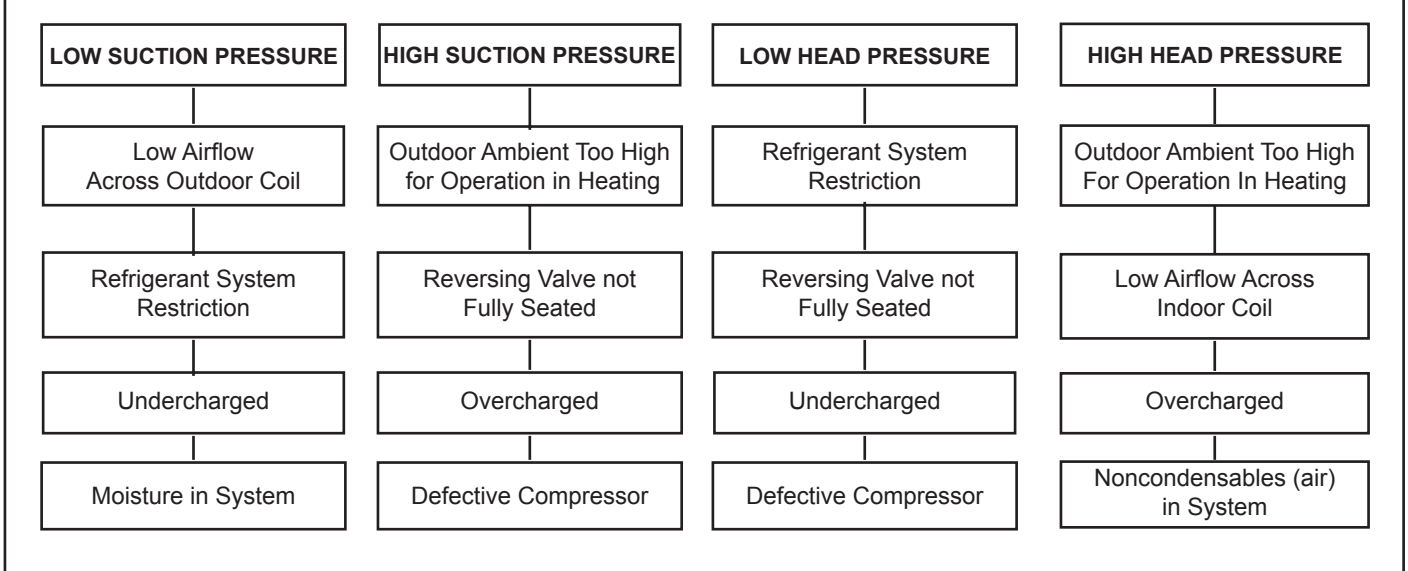 LOW SUCTION PRESSURE
Low Airflow
Across Outdoor Coil
Refrigerant System
Restriction
Undercharged
Moisture in System
HIGH SUCTION PRESSURE
Outdoor Ambient Too High
for Operation in Heating
Reversing Valve not
Fully Seated
Overcharged
Defective Compressor
LOW HEAD PRESSURE
Refrigerant System
Restriction
Reversing Valve not
Fully Seated
Undercharged
Defective Compressor
HIGH HEAD PRESSURE
Outdoor Ambient Too High
For Operation In Heating
Low Airflow Across
Indoor Coil
Overcharged
Noncondensables (air)
in System